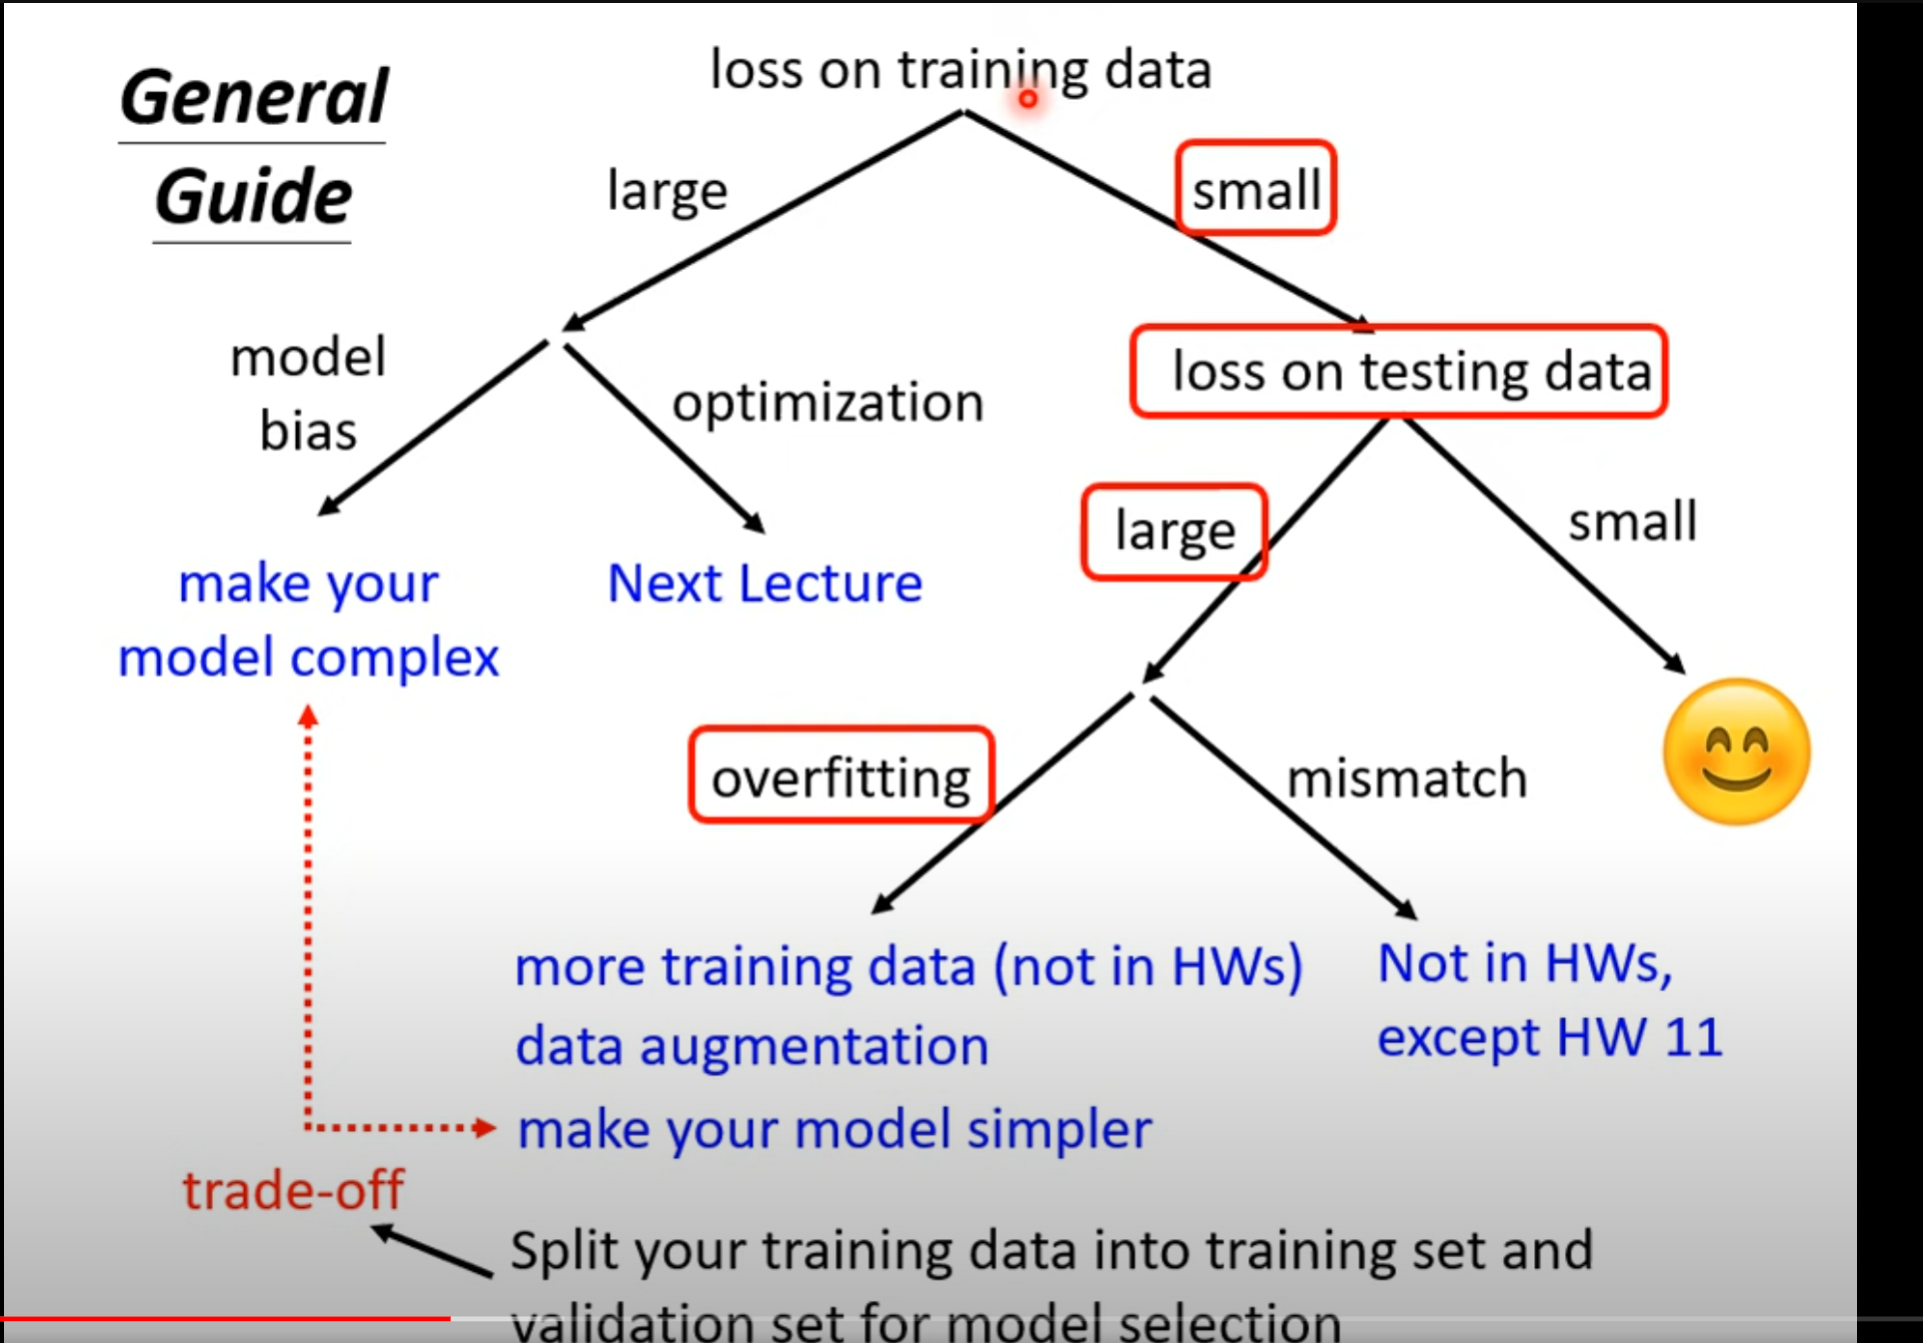 General
Guide
loss on training data
large
small
model
bias
optimization
loss on testing data
make your
model complex
Next Lecture
large
small
overfitting
mismatch
more training data (not in HWs)
data augmentation
make your model simpler
Not in HWs,
except HW 11
trade-off
Split your training data into training set and
validation set for model selection